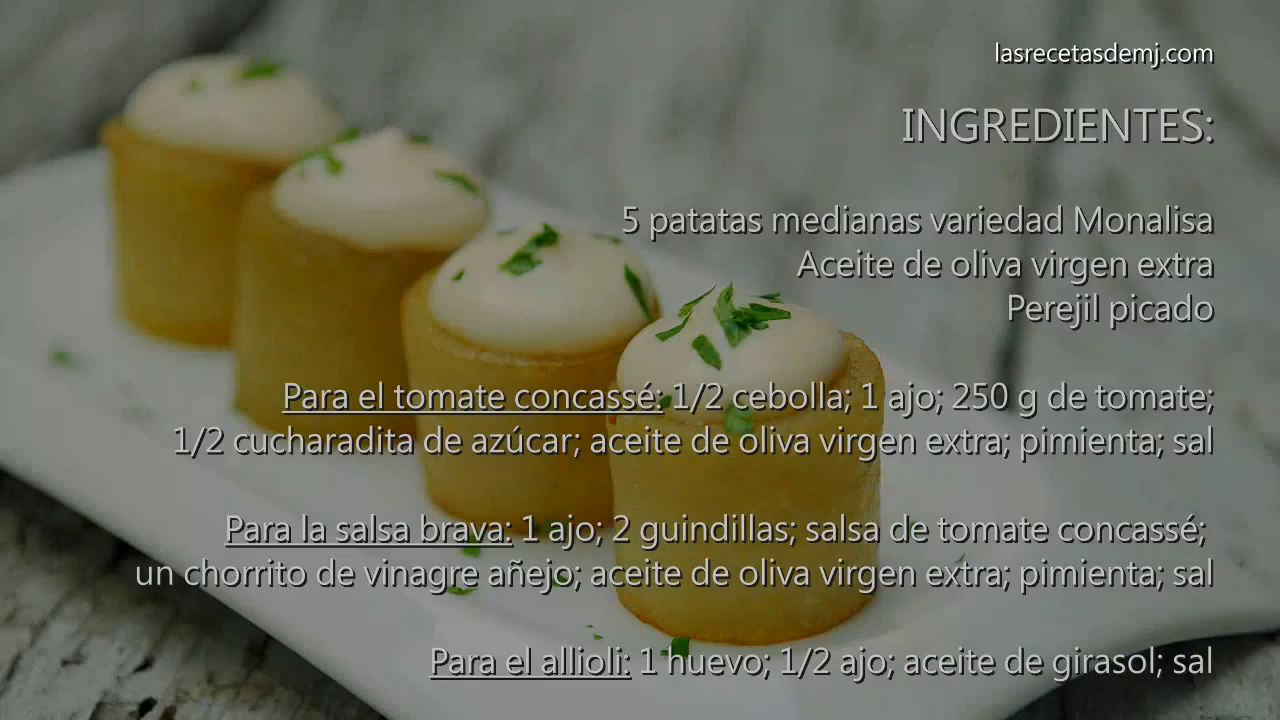 lasrecetasdemj.com
INGREDIENTES:
5 patatas medianas variedad Monalisa
Aceite de oliva virgen extra
Perejil picado
Para el tomate concassé: 1/2 cebolla; 1 ajo; 250 g de tomate;
1/2 cucharadita de azúcar; aceite de oliva virgen extra; pimienta; sal
Para la salsa brava: 1 ajo; 2 guindillas; salsa de tomate concassé;
un chorrito de vinagre añejo; aceite de oliva virgen extra; pimienta; sal
Para el allioli: 1 huevo; 1/2 ajo; aceite de girasol; sal